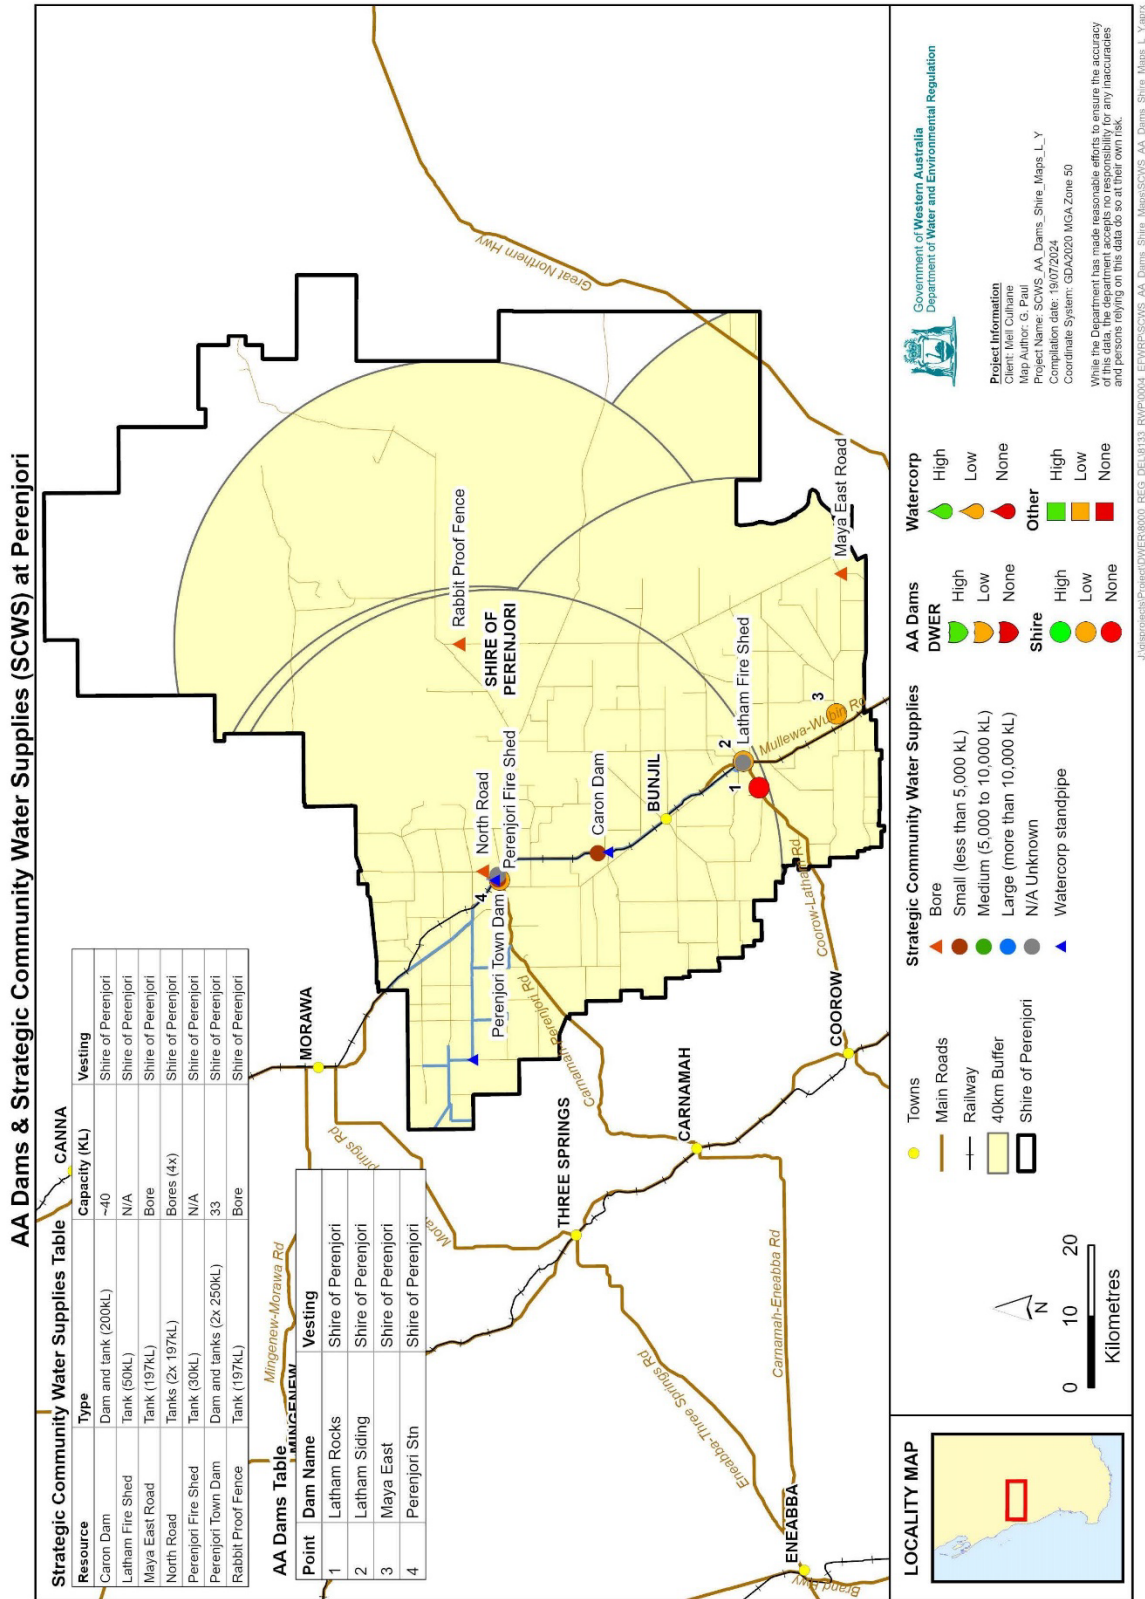 AA Dams & Strategic Community Water Supplies (SCWS) at Perenjori
Strategic Community Water Supplies Table
Resource Type Capacity (KL) Vesting
Caron Dam Dam and tank (200kL) ~40 Shire of Perenjori
Latham Fire Shed Tank (50kL) N/A Shire of Perenjori
Maya East Road Tank (197kL) Bore Shire of Perenjori
North Road Tanks (2x 197kL) Bores (4x) Shire of Perenjori
Perenjori Fire Shed Tank (30kL) N/A Shire of Perenjori
Perenjori Town Dam Dam and tanks (2x 250kL) 33 Shire of Perenjori
Rabbit Proof Fence Tank (197kL) Bore Shire of Perenjori
AA Dams Table
Point Dam Name Vesting
1 Latham Rocks Shire of Perenjori
2 Latham Siding Shire of Perenjori
3 Maya East Shire of Perenjori
4 Perenjori Stn Shire of Perenjori
CANNA
MORAWA
Mingenew-Morawa Rd
MINGENEW
Mora
prings Rd
THREE SPRINGS
CARNAMAH
COOROW
ENEABBA
Brand Hwy
Eneabba-Three Springs Rd
Carnamah-Eneabba Rd
Carnamah-Perenjori Rd
Coorow-Latham Rd
Mullewa-Wubin Rd
Great Northern Hwy
North Road
4
Perenjori Fire Shed
Perenjori Town Dam
Rabbit Proof Fence
SHIRE OF
PERENJORI
Caron Dam
BUNJIL
2
Latham Fire Shed
1
3
Maya East Road
LOCALITY MAP
0 10 20
Kilometres
N
Towns
Main Roads
Railway
40km Buffer
Shire of Perenjori
Strategic Community Water Supplies
Bore
Small (less than 5,000 kL)
Medium (5,000 to 10,000 kL)
Large (more than 10,000 kL)
N/A Unknown
Watercorp standpipe
AA Dams
DWER
High
Low
None
Shire
High
Low
None
Watercorp
High
Low
None
Other
High
Low
None
Government of Western Australia
Department of Water and Environmental Regulation
Project Information
Client: Mell Culhane
Map Author: G. Paul
Project Name: SCWS_AA_Dams_Shire_Maps_L_Y
Compilation date: 19/07/2024
Coordinate System: GDA2020 MGA Zone 50
While the Department has made reasonable efforts to ensure the accuracy
of this data, the department accepts no responsibility for any inaccuracies
and persons relying on this data do so at their own risk.